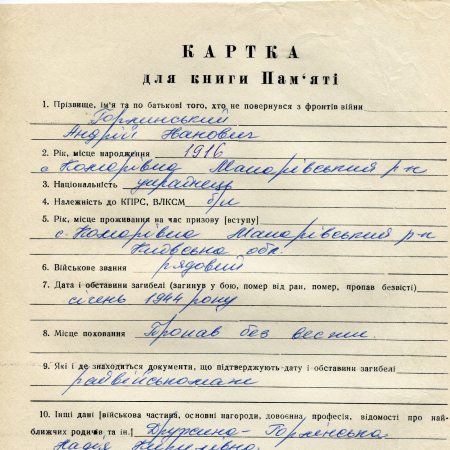 КАРТКА
для книги Пам'яті
1. Прізвище, ім'я та по батькові того, хто не повернувся з фронтів війни
Горжинський
Андрій Іванович
2. Рік, місце народження 1916
с Комарівка Макарівський р-н
3. Національність українець
4. Належність до КПРС, ВЛКСМ б/п
5. Рік, місце проживання на час призову [вступу]
с. Комарівка Макарівський р-н
Київська обл.
6. Військове звання рядовий
7. Дата і обставини загибелі (загинув у бою, помер від ран, помер, пропав безвісті)
січень 1944 року
8. Місце поховання Пропав без вести.
9. Які і де знаходяться документи, що підтверджують дату і обставини загибелі
райвійськомат
10. Інші дані [військова частина, основні нагороди, довоєнна, професія, відомості про най-
ближчих родичів та ін.] Дружина- Горжинська
Надія Кирилівна